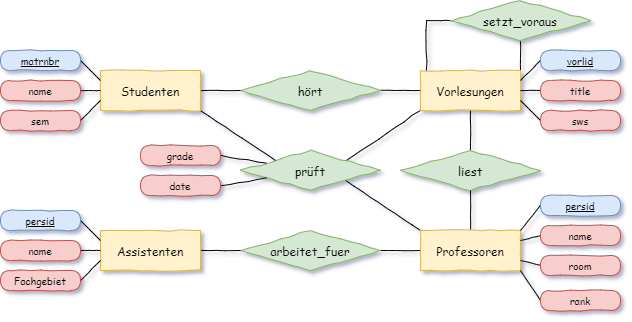 setzt_voraus
matrnbr
name
sem
Studenten
hört
Vorlesungen
vorlid
title
sws
grade
date
prüft
liest
persid
name
Fachgebiet
Assistenten
arbeitet_fuer
Professoren
persid
name
room
rank